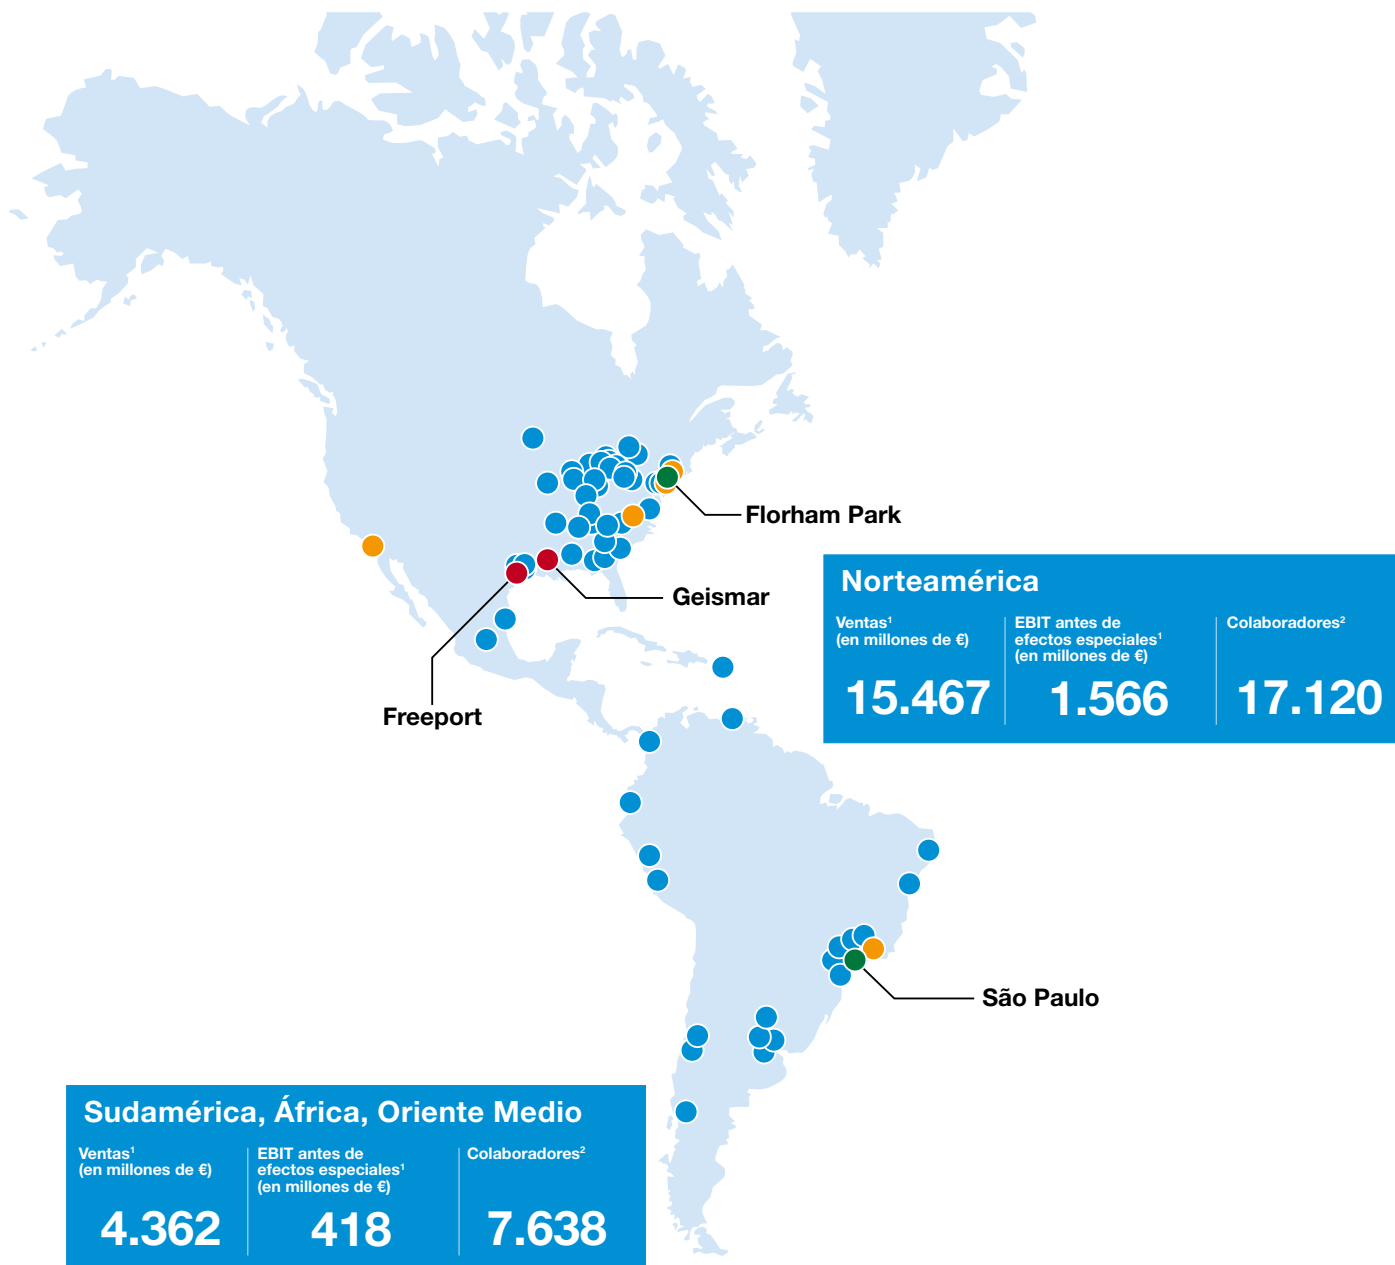 Florham Park
Geismar
Freeport
Norteamérica
Ventas¹
(en millones de €)
15.467
EBIT antes de
efectos especiales¹
(en millones de €)
1.566
Colaboradores²
17.120
São Paulo
Sudamérica, África, Oriente Medio
Ventas¹
(en millones de €)
4.362
EBIT antes de
efectos especiales¹
(en millones de €)
418
Colaboradores²
7.638